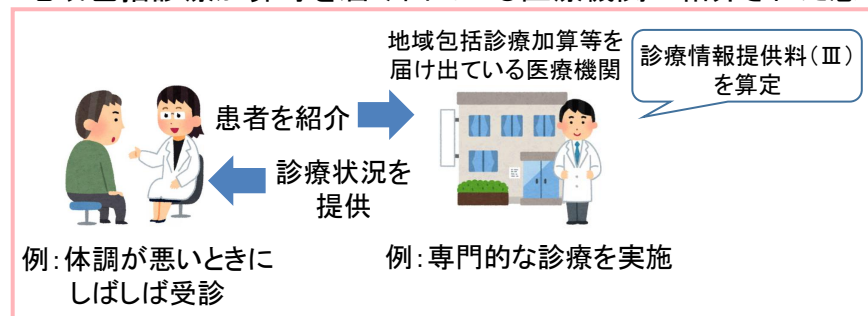 地域包括診療加算等を
届け出ている医療機関
診療情報提供料(Ⅲ)
を算定
患者を紹介
診療状況を
提供
例:体調が悪いときに
しばしば受診
例:専門的な診療を実施